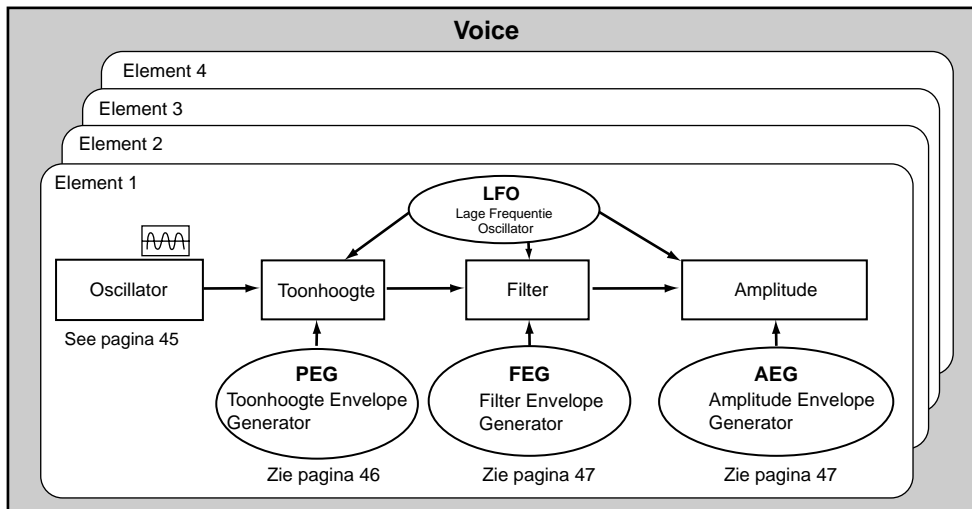 Voice
Element 4
Element 3
Element 2
Element 1
LFO
Lage Frequentie
Oscillator
Oscillator
Toonhoogte
Filter
Amplitude
See pagina 45
PEG
Toonhoogte Envelope
Generator
FEG
Filter Envelope
Generator
AEG
Amplitude Envelope
Generator
Zie pagina 46
Zie pagina 47
Zie pagina 47